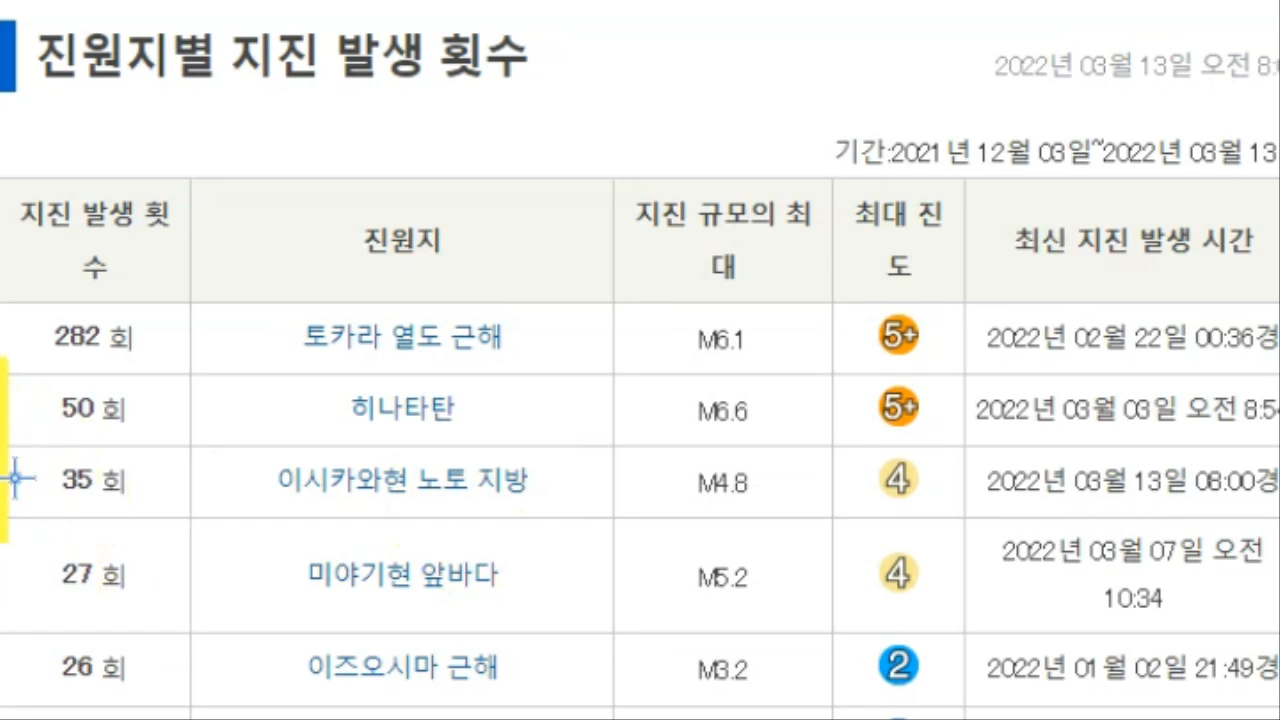 진원지별 지진 발생 횟수
2022년 03월 13일 오전
기간:2021년 12월 03일~2022년 03월 13
지진 발생 횟
수
진원지
지진 규모의 최
대
최대 진
도
최신 지진 발생 시간
282 회
토카라 열도 근해
M6.1
5+
2022년 02월 22일 00:36경
50 회
히나타탄
M6.6
5+
2022년 03월 03일 오전
35 회
이시카와현 노토 지방
M4.8
4
2022년 03월 13일 08:00경
27 회
미야기현 앞바다
M5.2
4
2022년 03월 07일 오전
10:34
26 회
이즈오시마 근해
M3.2
2
2022년 01월 02일 21:49경